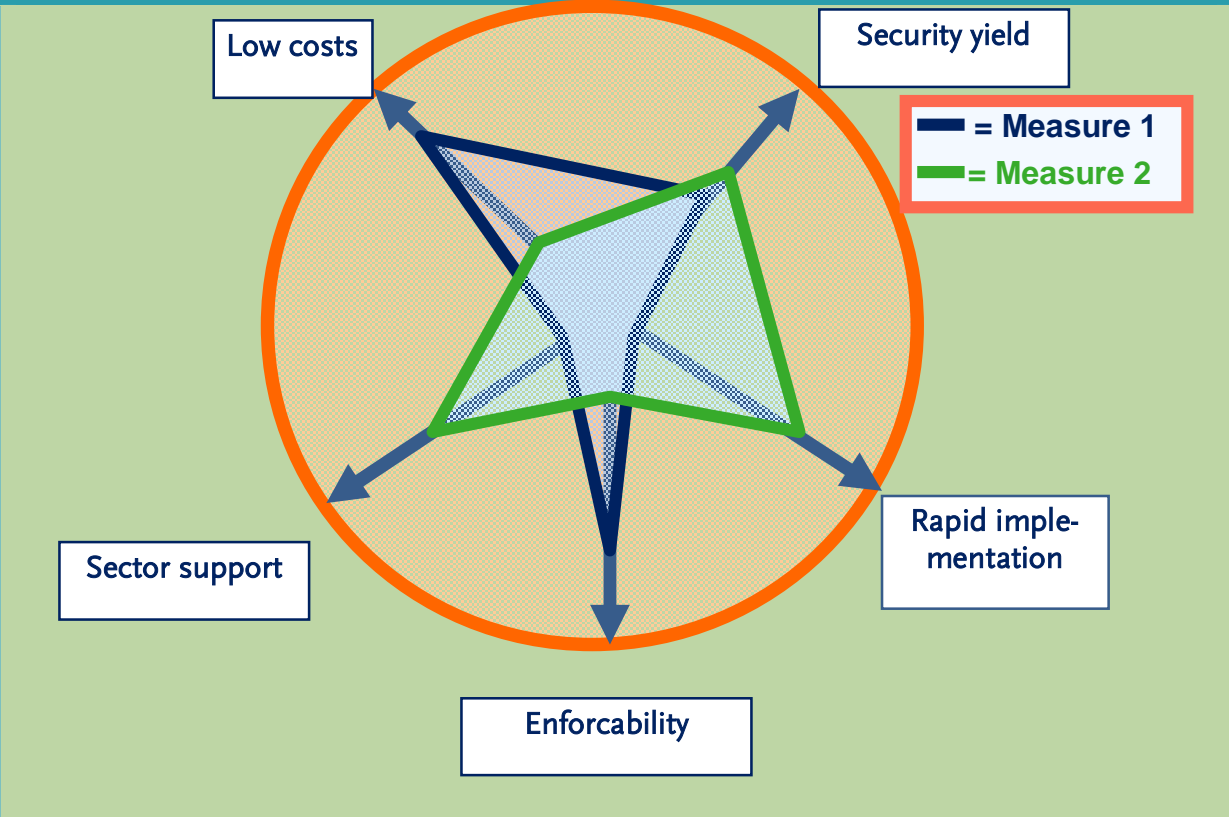 Low costs
Security yield
= Measure 1
= Measure 2
Rapid imple-
mentation
Sector support
Enforcability